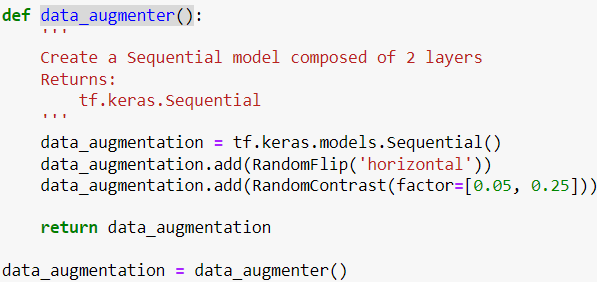 def data_augmenter():
    '''
    Create a Sequential model composed of 2 layers
    Returns:
        tf.keras.Sequential
    '''
    data_augmentation = tf.keras.models.Sequential()
    data_augmentation.add(RandomFlip('horizontal'))
    data_augmentation.add(RandomContrast(factor=[0.05, 0.25]))
    return data_augmentation
data_augmentation = data_augmenter()